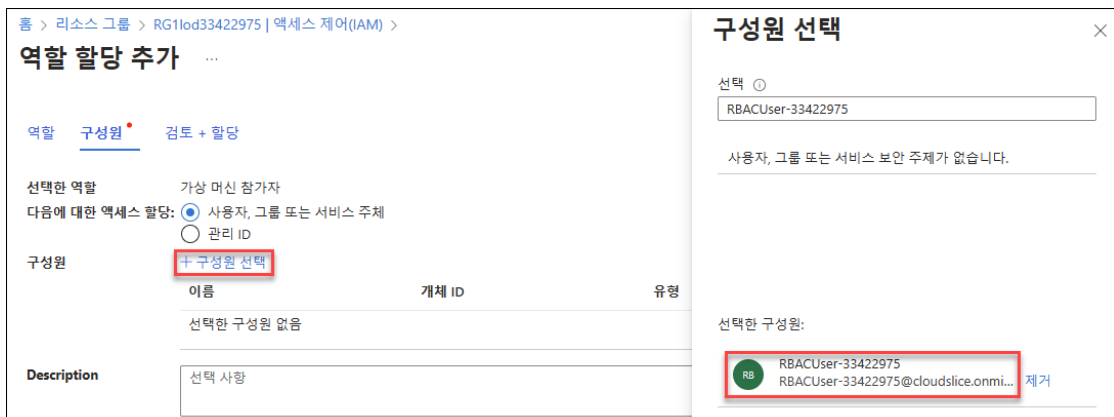 홈 > 리소스 그룹 > RG1lod33422975 | 액세스 제어(IAM) >
역할 할당 추가 ...
역할 구성원 검토 + 할당
선택한 역할 가상 머신 참가자
다음에 대한 액세스 할당: 사용자, 그룹 또는 서비스 주체
관리 ID
구성원 + 구성원 선택
이름 개체 ID 유형
선택한 구성원 없음
Description 선택 사항
구성원 선택
선택
RBACUser-33422975
사용자, 그룹 또는 서비스 보안 주제가 없습니다.
선택한 구성원:
RB
RBACUser-33422975
RBACUser-33422975@cloudslice.onmi... 제거